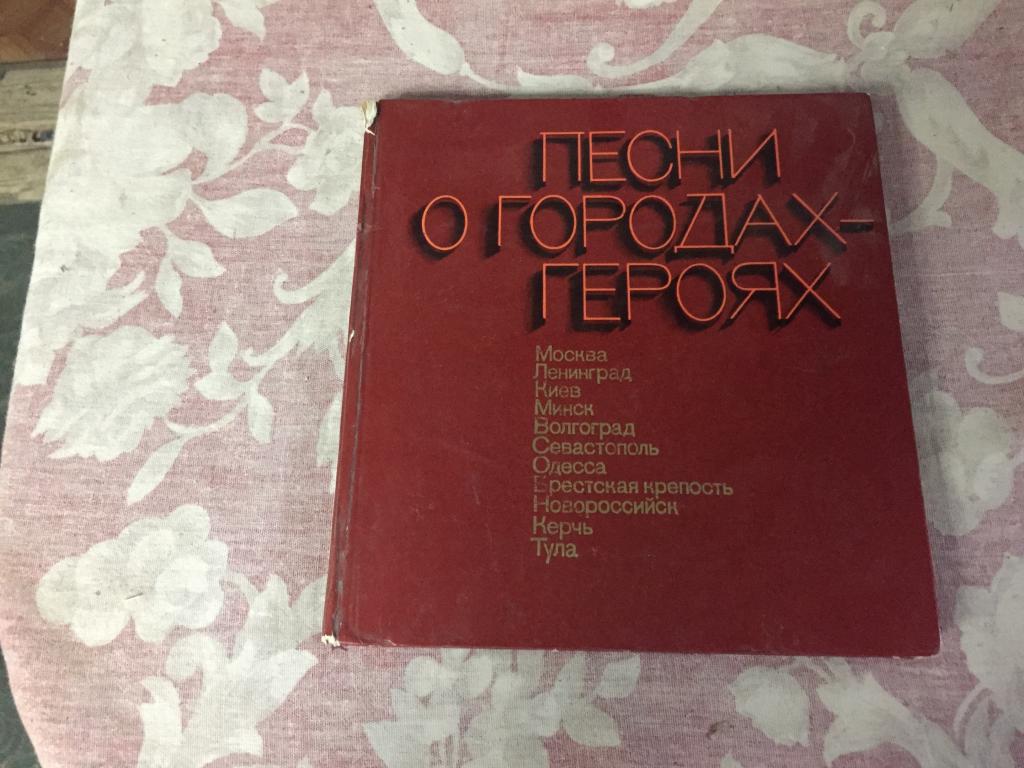 ПЕСНИ
О ГОРОДАХ-
ГЕРОЯХ
Москва
Ленинград
Киев
Минск
Волгоград
Севастополь
Одесса
Брестская крепость
Новороссийск
Керчь
Тула